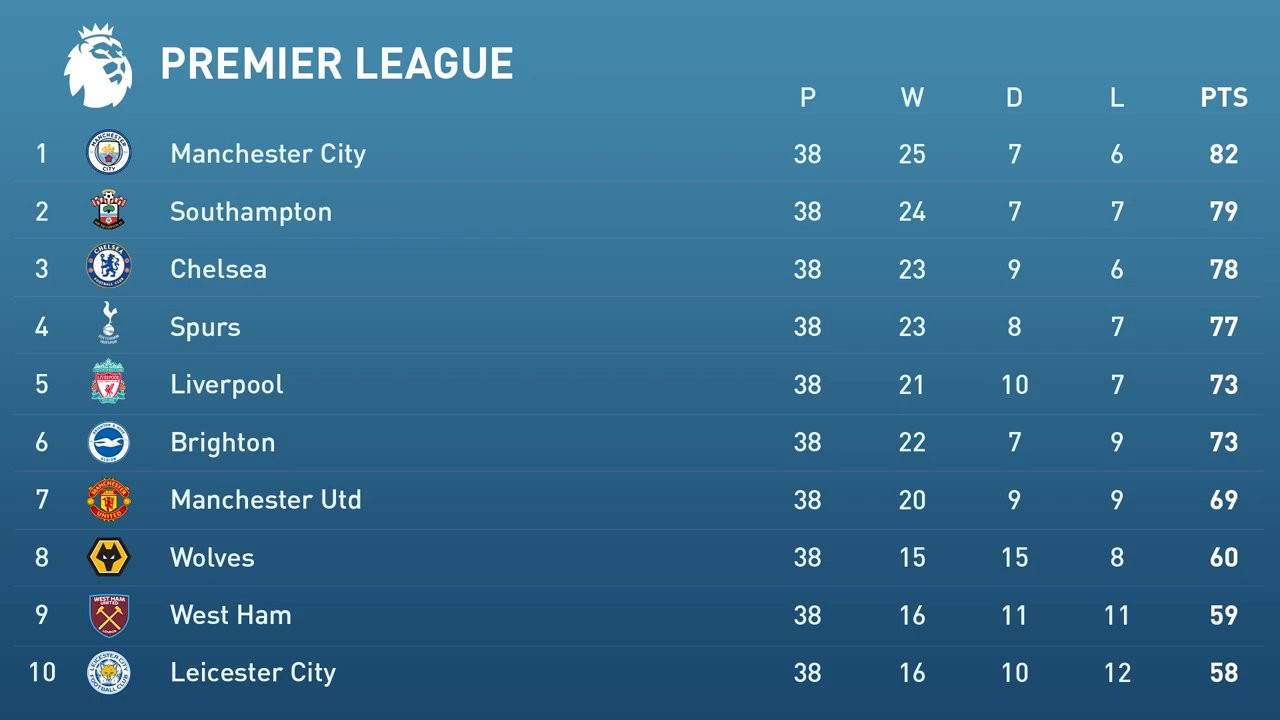 PREMIER LEAGUE
P W D L PTS
1 Manchester City 38 25 7 6 82
2 Southampton 38 24 7 7 79
3 Chelsea 38 23 9 6 78
4 Spurs 38 23 8 7 77
5 Liverpool 38 21 10 7 73
6 Brighton 38 22 7 9 73
7 Manchester Utd 38 20 9 9 69
8 Wolves 38 15 15 8 60
9 West Ham 38 16 11 11 59
10 Leicester City 38 16 10 12 58